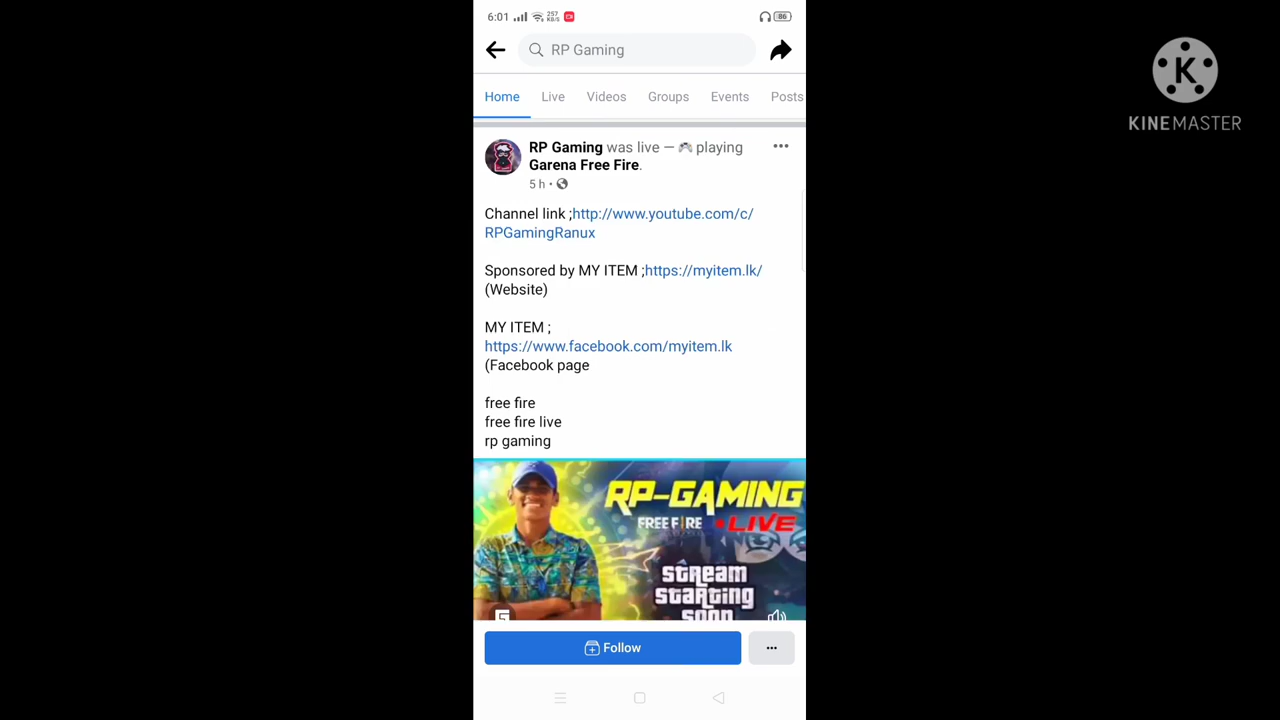 6:01 257 KB/S 86
RP Gaming
Home Live Videos Groups Events Posts
RP Gaming was live — 🎮 playing
Garena Free Fire.
5 h •
Channel link ;http://www.youtube.com/c/
RPGamingRanux
Sponsored by MY ITEM ;https://myitem.lk/
(Website)
MY ITEM ;
https://www.facebook.com/myitem.lk
(Facebook page
free fire
free fire live
rp gaming
RP-GAMING
FREE FIRE • LIVE
STREAM
STARTING
SOON
Follow
K
KINEMASTER